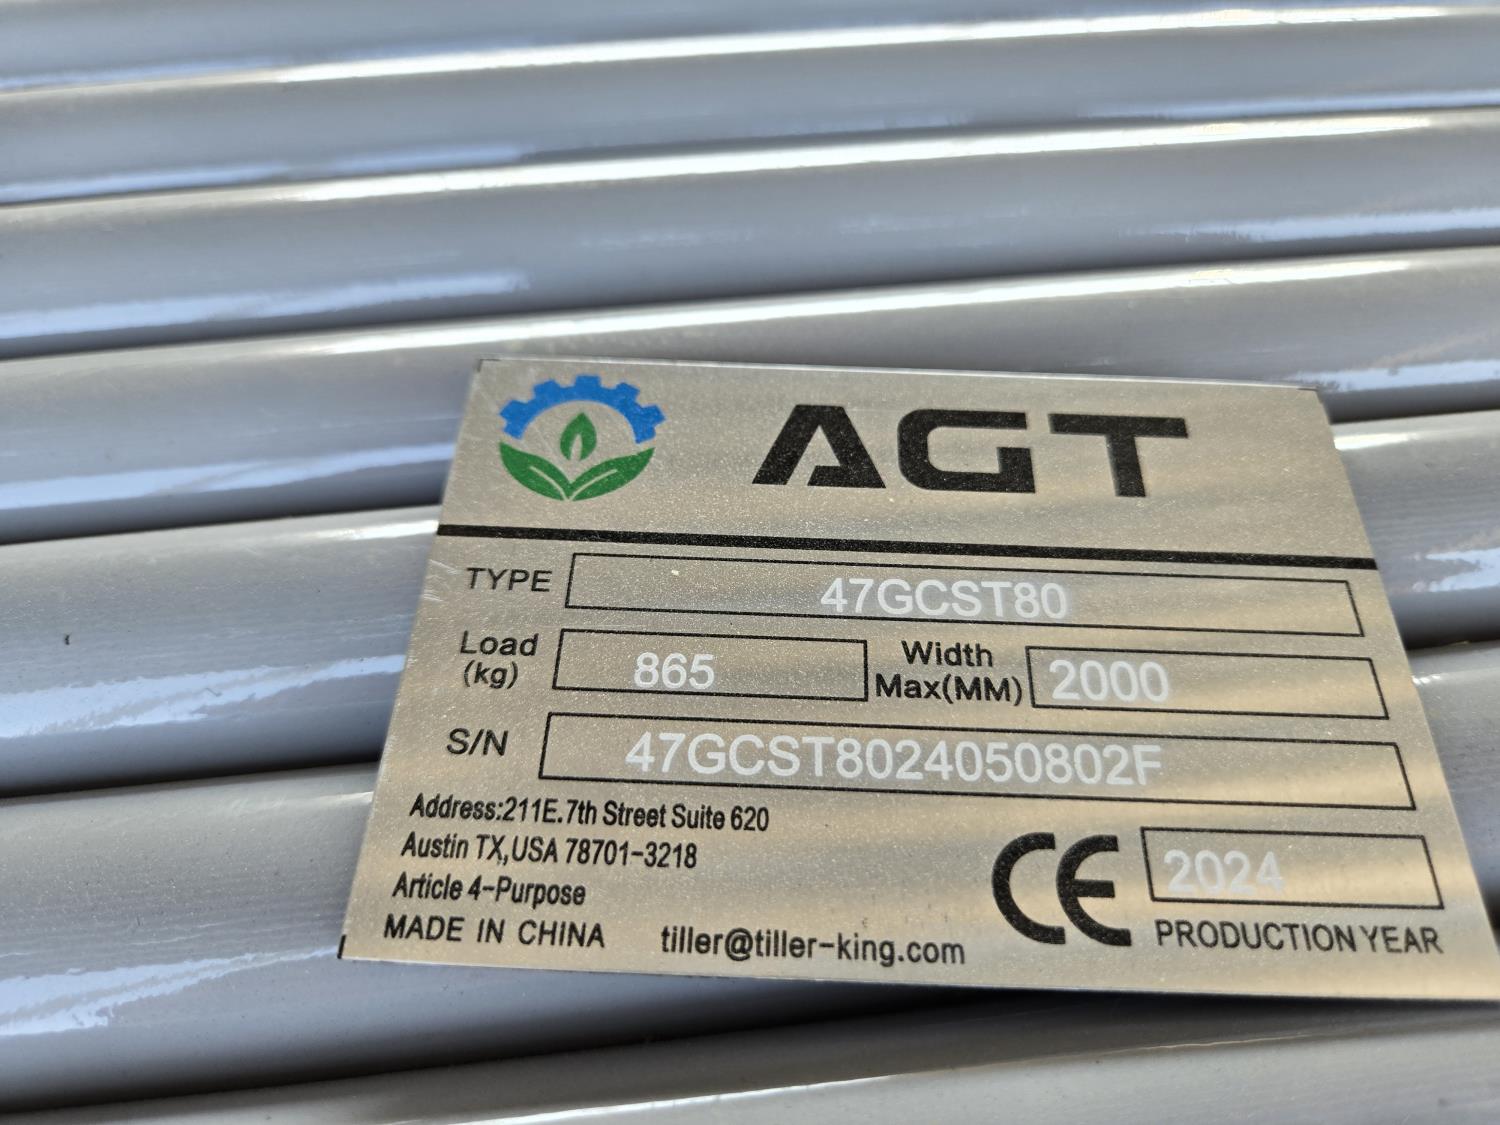 AGT
TYPE 47GCST80
Load (kg) 865 Width Max(MM) 2000
S/N 47GCST8024050802F
Address:211E.7th Street Suite 620
Austin TX,USA 78701-3218
Article 4-Purpose
MADE IN CHINA
tiller@tiller-king.com
CE
2024
PRODUCTION YEAR